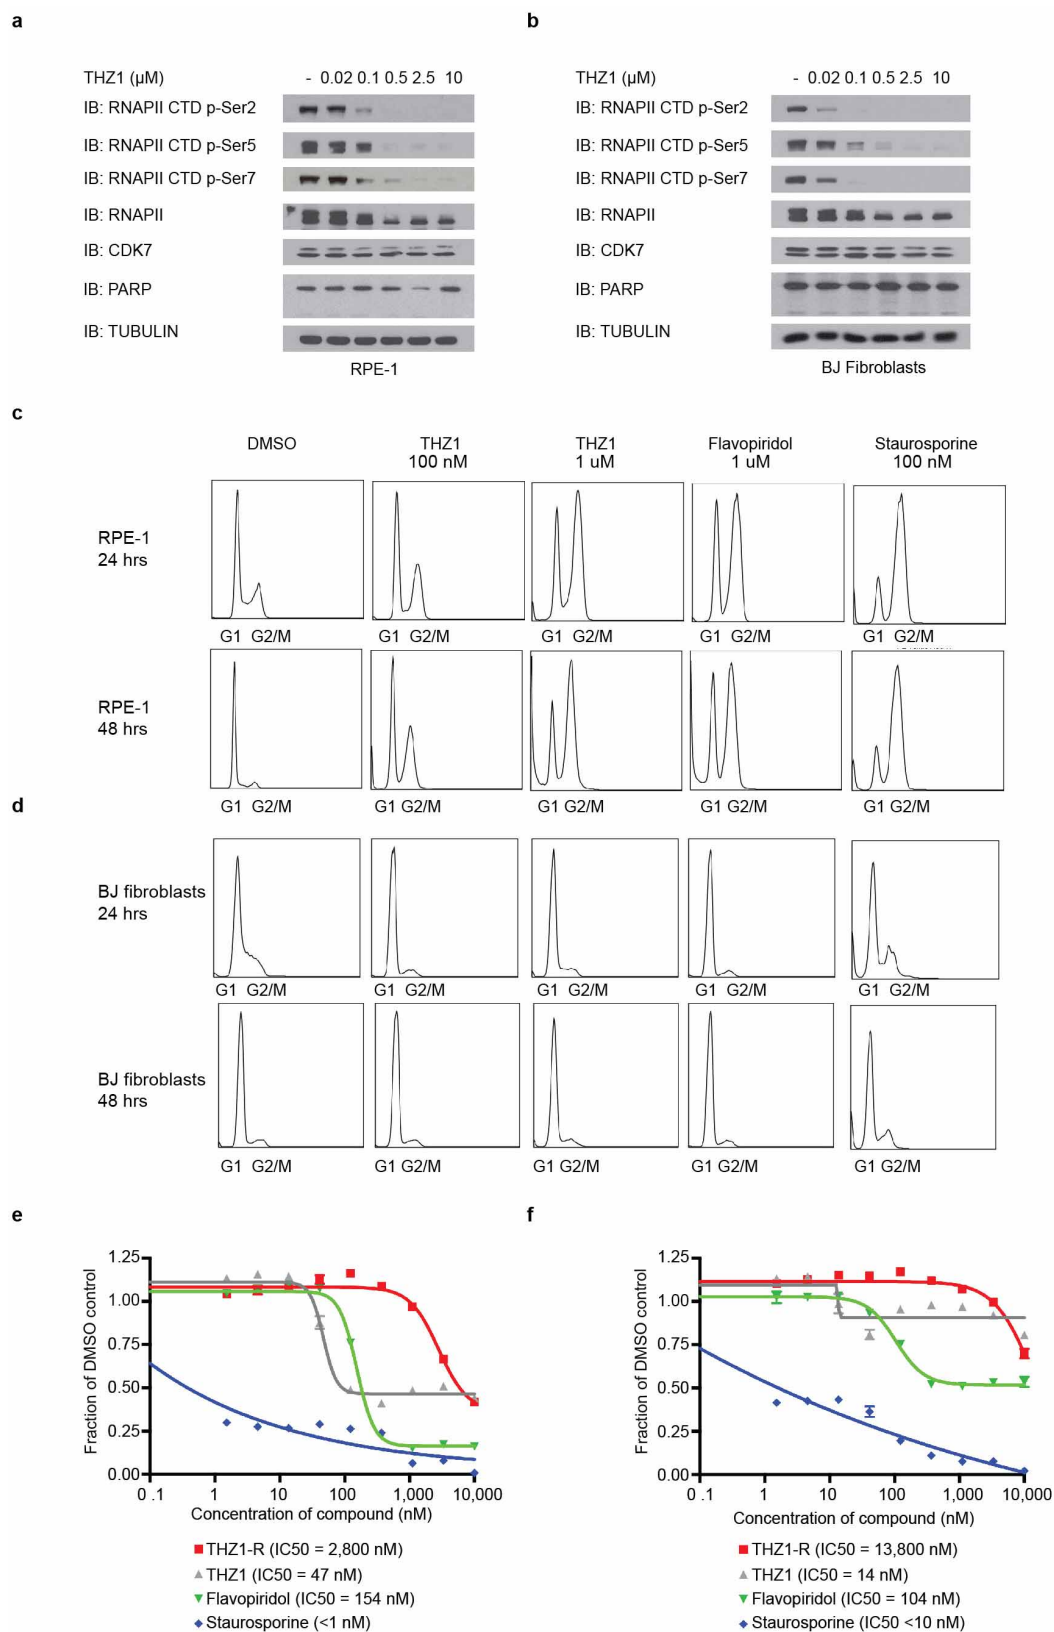 a
b
THZ1 (µM) - 0.02 0.1 0.5 2.5 10
IB: RNAPII CTD p-Ser2
IB: RNAPII CTD p-Ser5
IB: RNAPII CTD p-Ser7
IB: RNAPII
IB: CDK7
IB: PARP
IB: TUBULIN
RPE-1
THZ1 (µM) - 0.02 0.1 0.5 2.5 10
IB: RNAPII CTD p-Ser2
IB: RNAPII CTD p-Ser5
IB: RNAPII CTD p-Ser7
IB: RNAPII
IB: CDK7
IB: PARP
IB: TUBULIN
BJ Fibroblasts
c
DMSO THZ1 THZ1 Flavopiridol Staurosporine
100 nM 1 uM 1 uM 100 nM
RPE-1
24 hrs
G1 G2/M G1 G2/M G1 G2/M G1 G2/M G1 G2/M
RPE-1
48 hrs
G1 G2/M G1 G2/M G1 G2/M G1 G2/M G1 G2/M
d
BJ fibroblasts
24 hrs
G1 G2/M G1 G2/M G1 G2/M G1 G2/M G1 G2/M
BJ fibroblasts
48 hrs
G1 G2/M G1 G2/M G1 G2/M G1 G2/M G1 G2/M
e
Fraction of DMSO control
1.25
1.00
0.75
0.50
0.25
0.00
0.1 1 10 100 1,000 10,000
Concentration of compound (nM)
THZ1-R (IC50 = 2,800 nM)
THZ1 (IC50 = 47 nM)
Flavopiridol (IC50 = 154 nM)
Staurosporine (<1 nM)
f
Fraction of DMSO control
1.25
1.00
0.75
0.50
0.25
0.00
0.1 1 10 100 1,000 10,000
Concentration of compound (nM)
THZ1-R (IC50 = 13,800 nM)
THZ1 (IC50 = 14 nM)
Flavopiridol (IC50 = 104 nM)
Staurosporine (IC50 <10 nM)